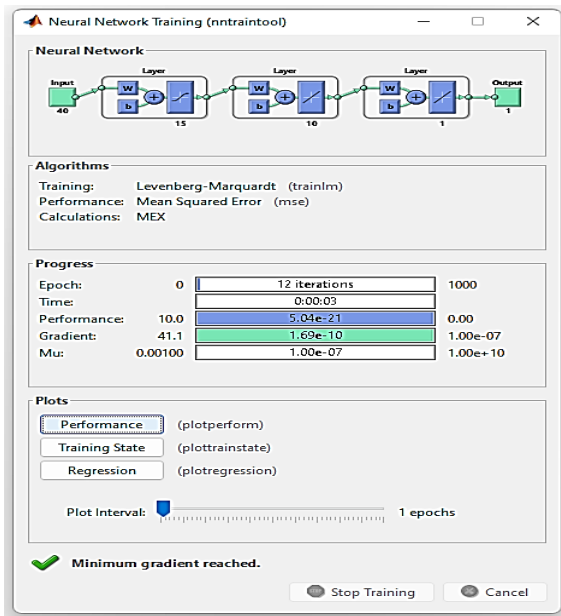 Neural Network Training (nntraintool)
Neural Network
Input Layer Layer Layer Output
W W W
b b b
40 15 10 1 1
Algorithms
Training: Levenberg-Marquardt (trainlm)
Performance: Mean Squared Error (mse)
Calculations: MEX
Progress
Epoch: 0 12 iterations 1000
Time: 0:00:03
Performance: 10.0 5.04e-21 0.00
Gradient: 41.1 1.69e-10 1.00e-07
Mu: 0.00100 1.00e-07 1.00e+10
Plots
Performance (plotperform)
Training State (plottrainstate)
Regression (plotregression)
Plot Interval: 1 epochs
Minimum gradient reached.
Stop Training Cancel